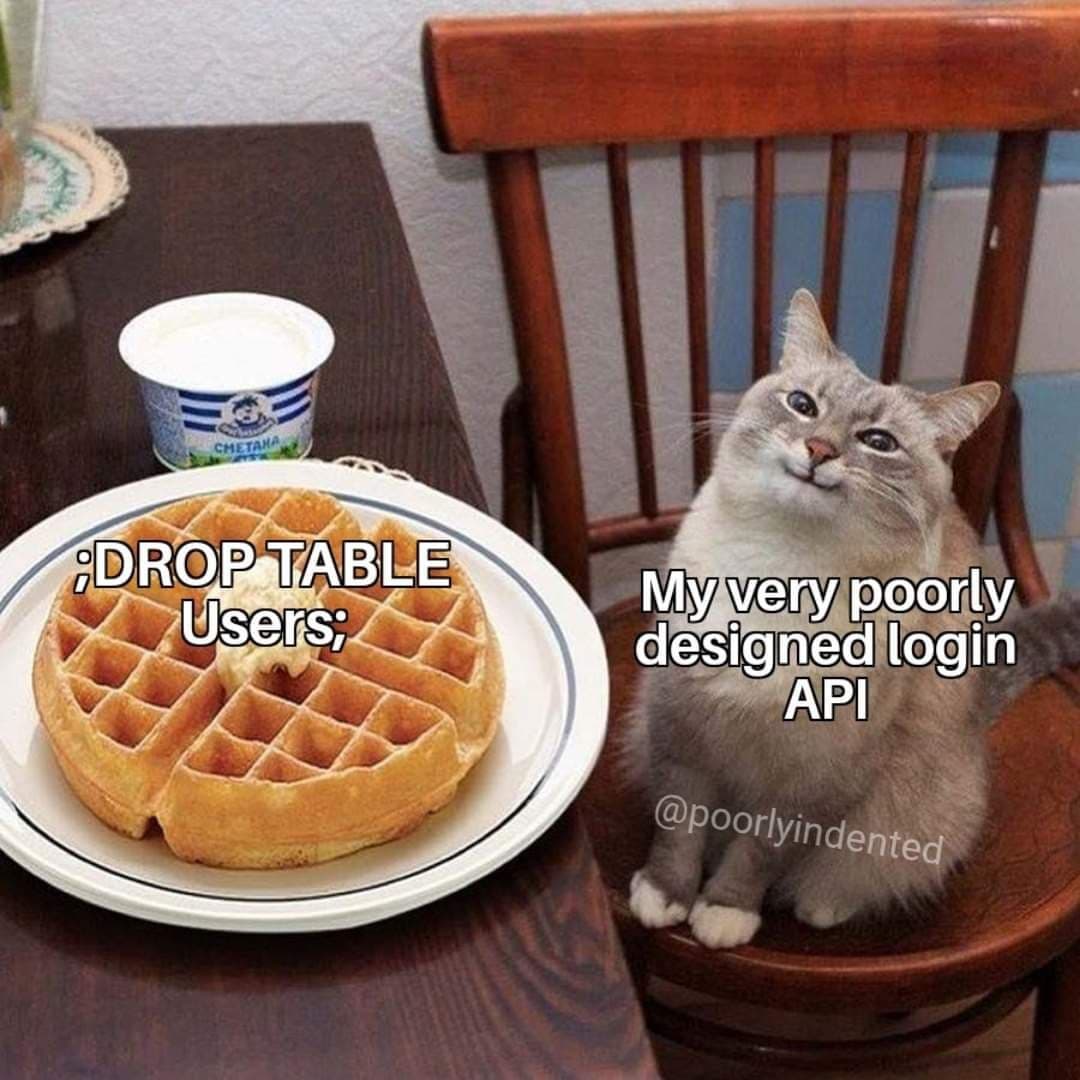 ;DROP TABLE
Users;
My very poorly
designed login
API
@poorlyindented
СМЕТАНА